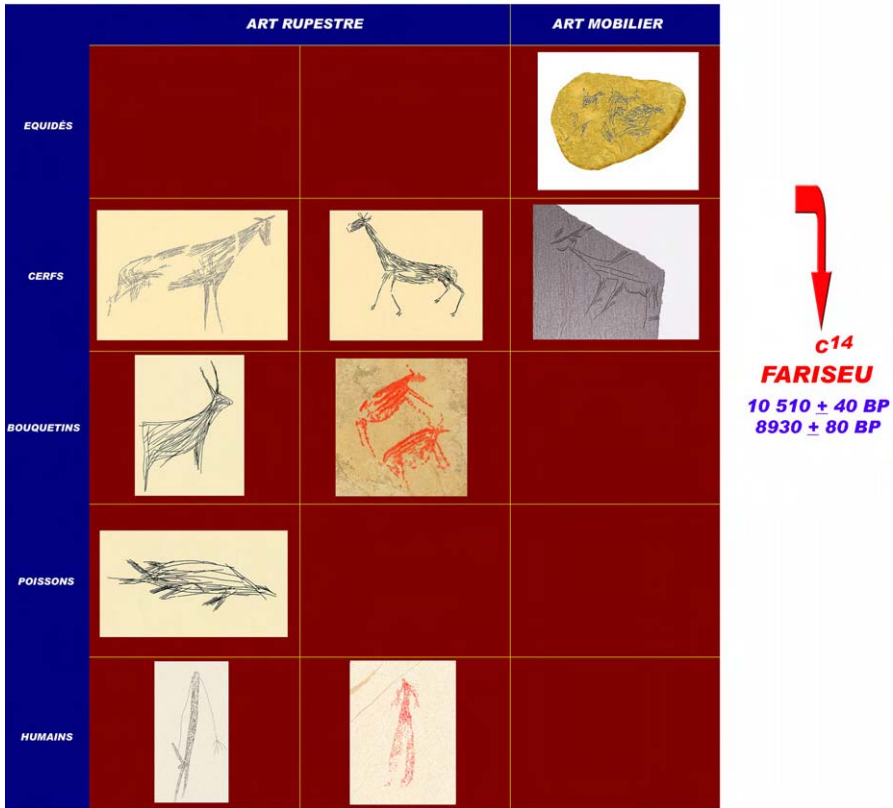 ART RUPESTRE ART MOBILIER
EQUIDÉS
CERFS
BOUQUETINS
POISSONS
HUMAINS
C14
FARISEU
10 510 ± 40 BP
8930 ± 80 BP